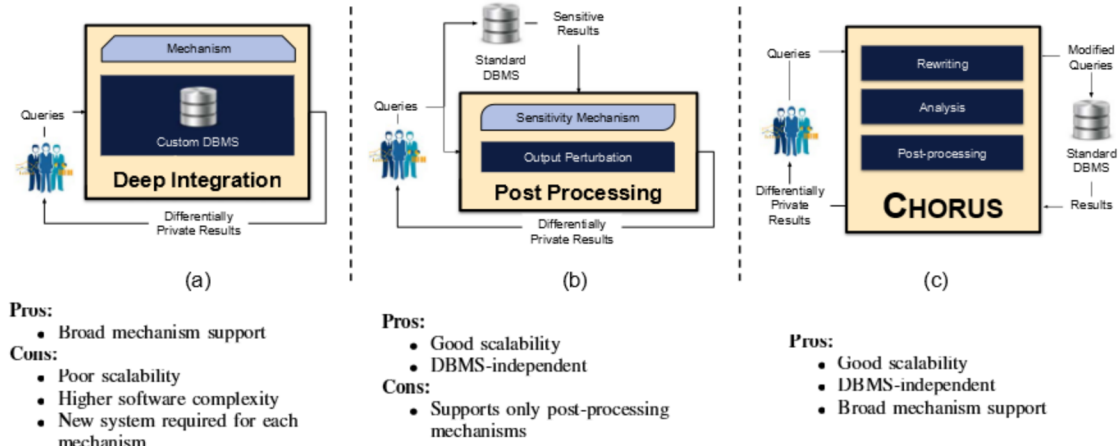 Mechanism
Queries
Custom DBMS
Deep Integration
Differentially
Private Results
(a)
Pros:
• Broad mechanism support
Cons:
• Poor scalability
• Higher software complexity
• New system required for each
mechanism
Sensitive
Results
Standard
DBMS
Queries
Sensitivity Mechanism
Output Perturbation
Post Processing
Differentially
Private Results
(b)
Pros:
• Good scalability
• DBMS-independent
Cons:
• Supports only post-processing
mechanisms
Queries
Rewriting
Analysis
Post-processing
CHORUS
Modified
Queries
Standard
DBMS
Results
Differentially
Private
Results
(c)
Pros:
• Good scalability
• DBMS-independent
• Broad mechanism support